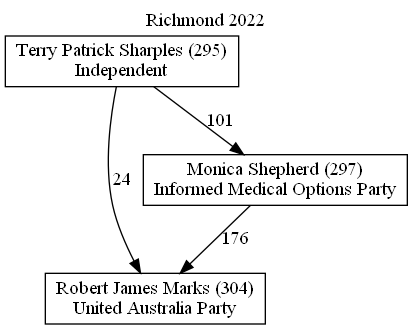 Richmond 2022
Terry Patrick Sharples (295)
Independent
101
24
Monica Shepherd (297)
Informed Medical Options Party
176
Robert James Marks (304)
United Australia Party